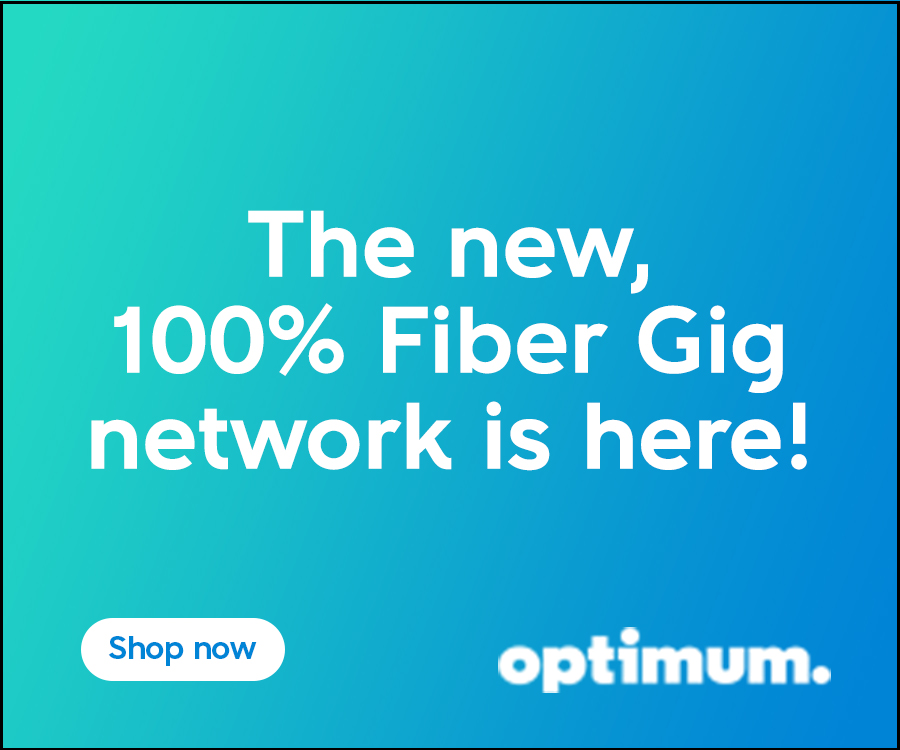 The new,
100% Fiber Gig
network is here!
Shop now
optimum.